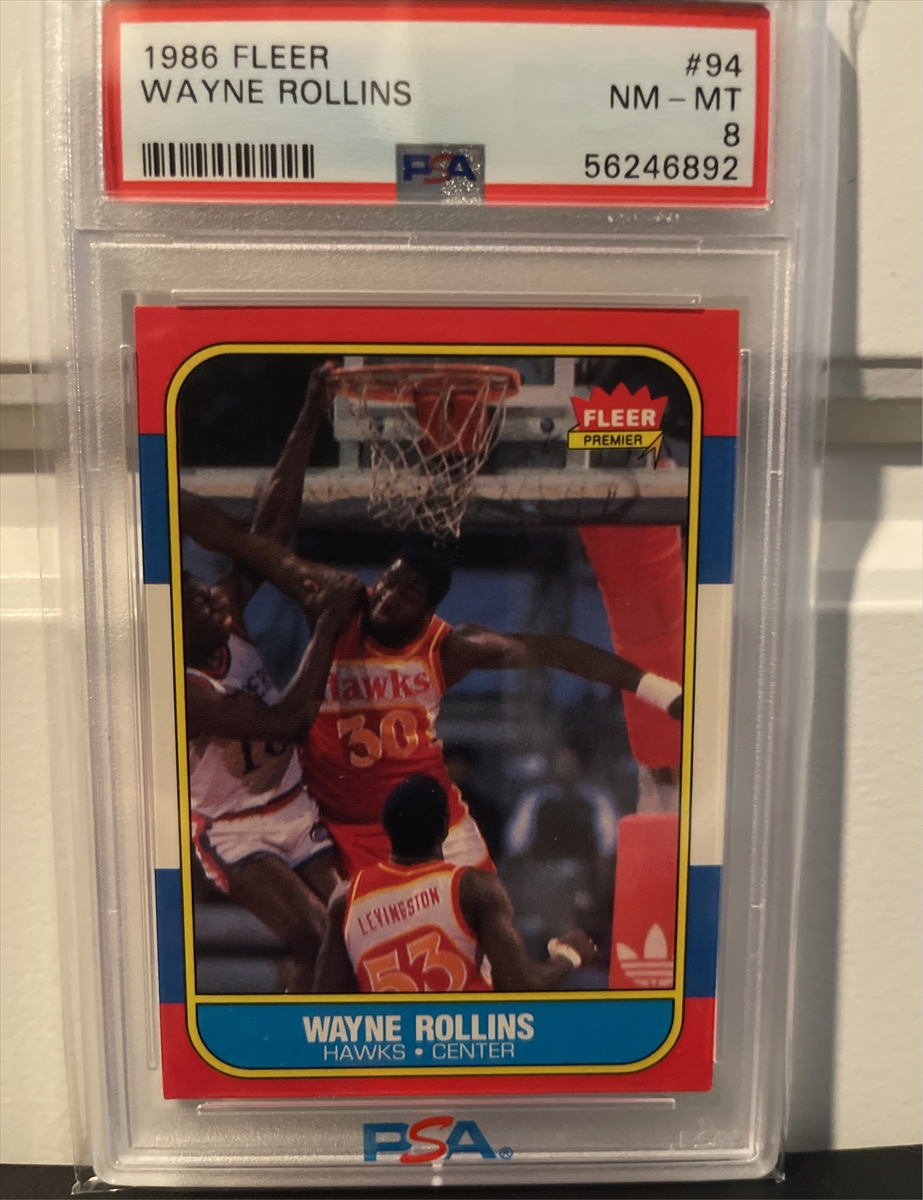 1986 FLEER #94
WAYNE ROLLINS NM - MT
8
PSA 56246892
FLEER
PREMIER
Hawks
30
LEVINGSTON
53
WAYNE ROLLINS
HAWKS • CENTER
PSA®